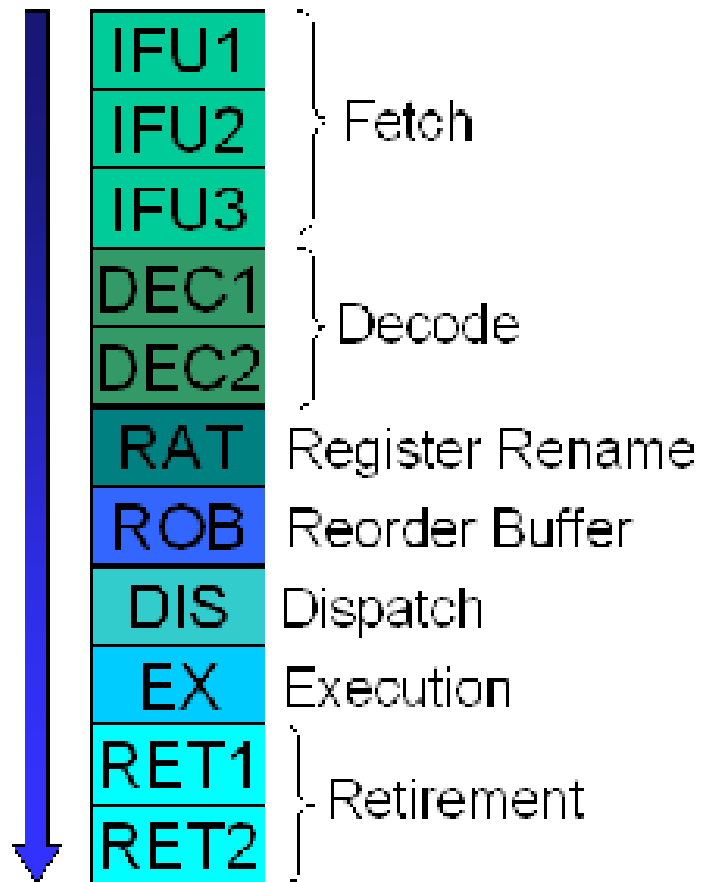 IFU1
IFU2
Fetch
IFU3
DEC1
Decode
DEC2
RAT Register Rename
ROB Reorder Buffer
DIS Dispatch
EX Execution
RET1
Retirement
RET2